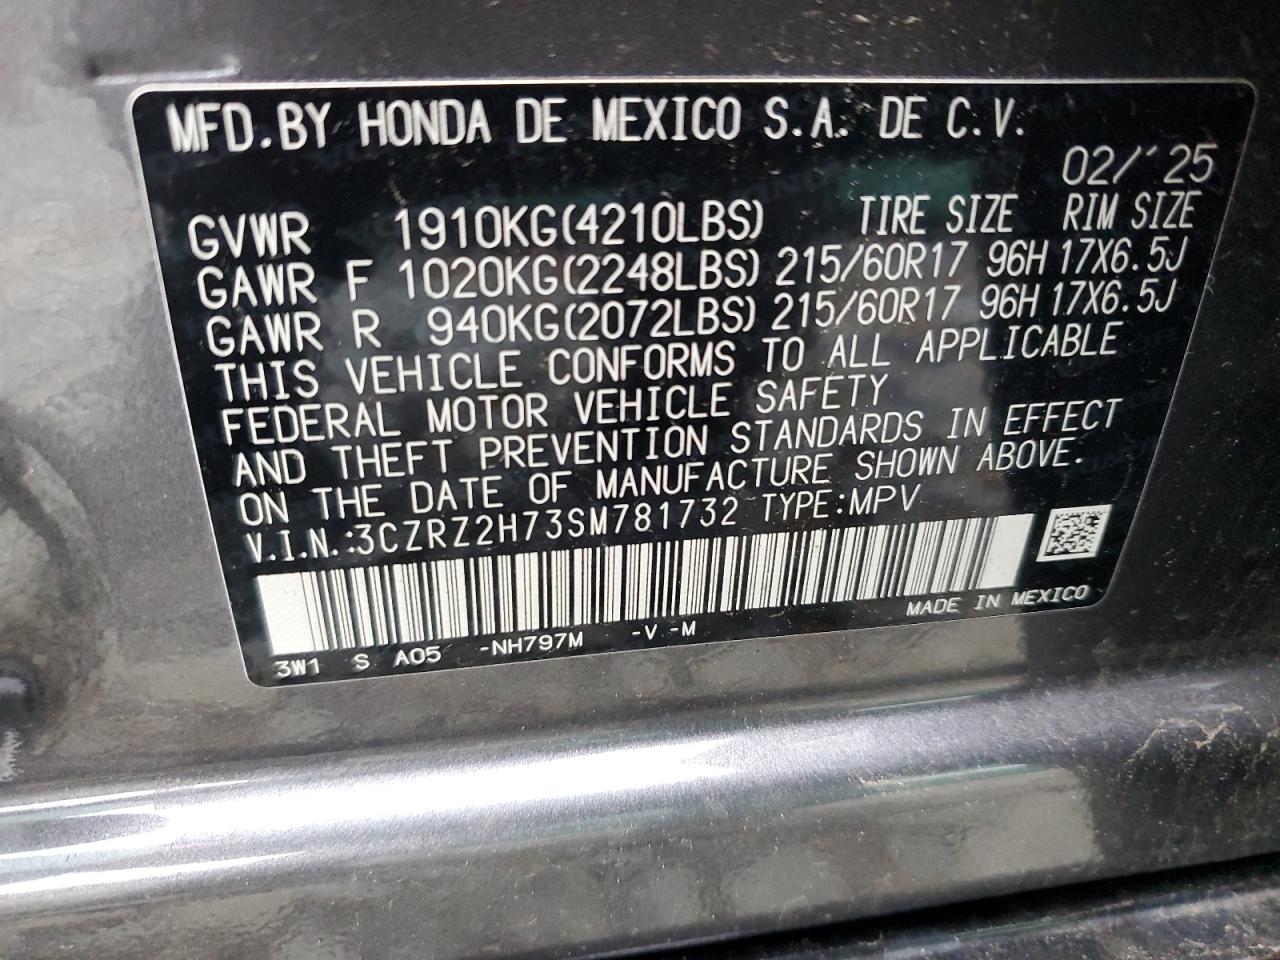 MFD.BY HONDA DE MEXICO S.A. DE C.V.
02/'25
GVWR 1910KG(4210LBS) TIRE SIZE RIM SIZE
GAWR F 1020KG(2248LBS) 215/60R17 96H 17X6.5J
GAWR R 940KG(2072LBS) 215/60R17 96H 17X6.5J
THIS VEHICLE CONFORMS TO ALL APPLICABLE
FEDERAL MOTOR VEHICLE SAFETY
AND THEFT PREVENTION STANDARDS IN EFFECT
ON THE DATE OF MANUFACTURE SHOWN ABOVE.
V.I.N.:3CZRZ2H73SM781732 TYPE:MPV
MADE IN MEXICO
3W1 S A05 -NH797M -V -M